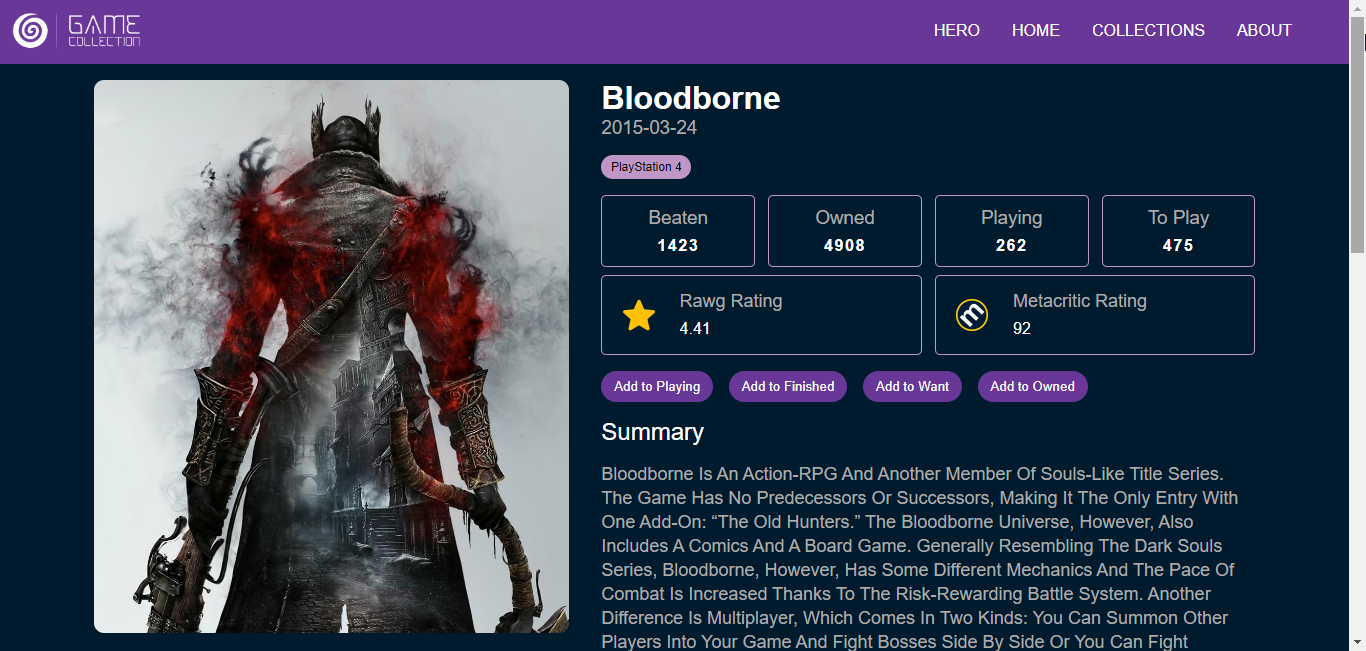 GAME
COLLECTION
HERO HOME COLLECTIONS ABOUT
Bloodborne
2015-03-24
PlayStation 4
Beaten
1423
Owned
4908
Playing
262
To Play
475
Rawg Rating
4.41
Metacritic Rating
92
Add to Playing
Add to Finished
Add to Want
Add to Owned
Summary
Bloodborne Is An Action-RPG And Another Member Of Souls-Like Title Series.
The Game Has No Predecessors Or Successors, Making It The Only Entry With
One Add-On: “The Old Hunters.” The Bloodborne Universe, However, Also
Includes A Comics And A Board Game. Generally Resembling The Dark Souls
Series, Bloodborne, However, Has Some Different Mechanics And The Pace Of
Combat Is Increased Thanks To The Risk-Rewarding Battle System. Another
Difference Is Multiplayer, Which Comes In Two Kinds: You Can Summon Other
Players Into Your Game And Fight Bosses Side By Side Or You Can Fight